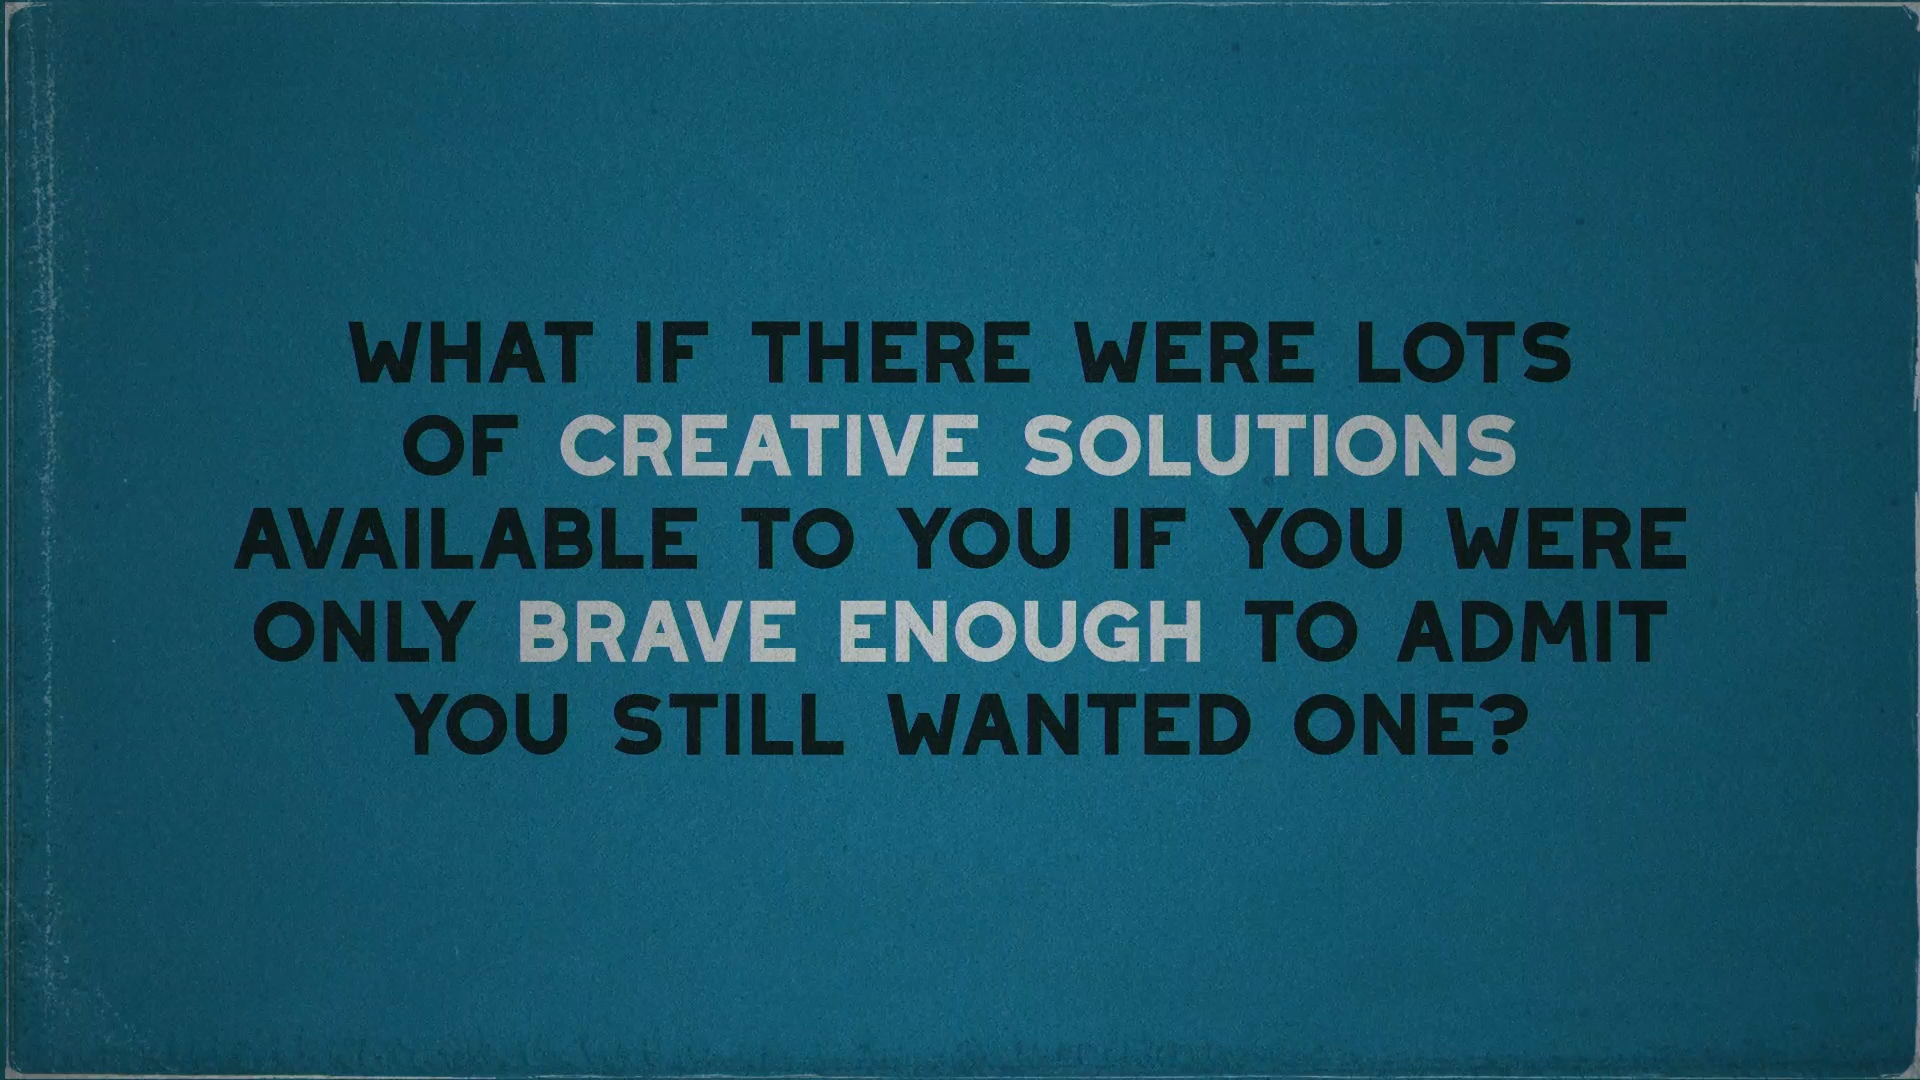 WHAT IF THERE WERE LOTS
OF CREATIVE SOLUTIONS
AVAILABLE TO YOU IF YOU WERE
ONLY BRAVE ENOUGH TO ADMIT
YOU STILL WANTED ONE?